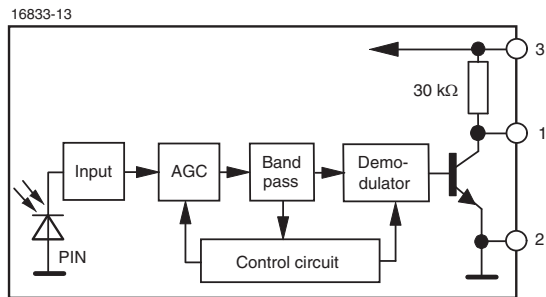 16833-13
3
30 kΩ
1
Input
AGC
Band
pass
Demo-
dulator
2
PIN
Control circuit